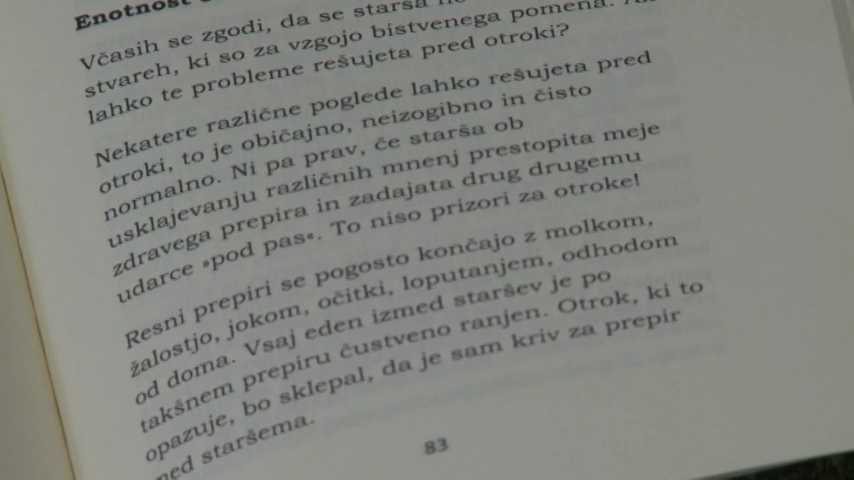 Enotnost
Včasih se zgodi, da se starša
stvareh, ki so za vzgojo bistvenega pomena.
lahko te probleme rešujeta pred otroki?
Nekatere različne poglede lahko rešujeta pred
otroki, to je običajno, neizogibno in čisto
normalno. Ni pa prav, če starša ob
usklajevanju različnih mnenj prestopita meje
zdravega prepira in zadajata drug drugemu
udarce »pod pas«. To niso prizori za otroke!
Resni prepiri se pogosto končajo z molkom,
žalostjo, jokom, očitki, loputanjem, odhodom
od doma. Vsaj eden izmed staršev je po
takšnem prepiru čustveno ranjen. Otrok, ki to
opazuje, bo sklepal, da je sam kriv za prepir
med staršema.
83